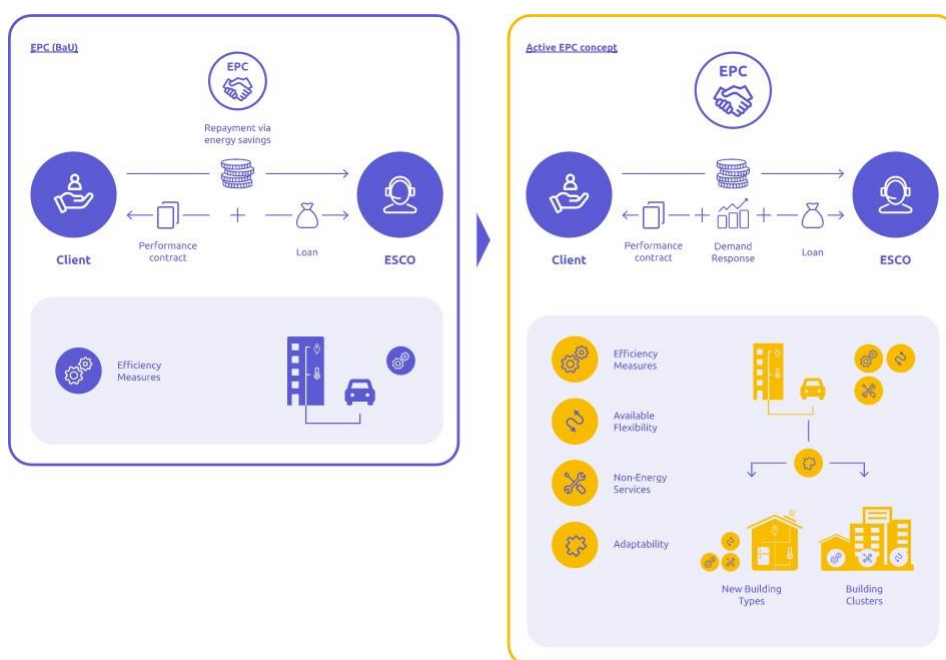 EPC (BaU)
EPC
Repayment via
energy savings
Performance
contract
Loan
Client
ESCO
Efficiency
Measures
Active EPC concept
EPC
Performance
contract
Demand
Response
Loan
Client
ESCO
Efficiency
Measures
Available
Flexibility
Non-Energy
Services
Adaptability
New Building
Types
Building
Clusters